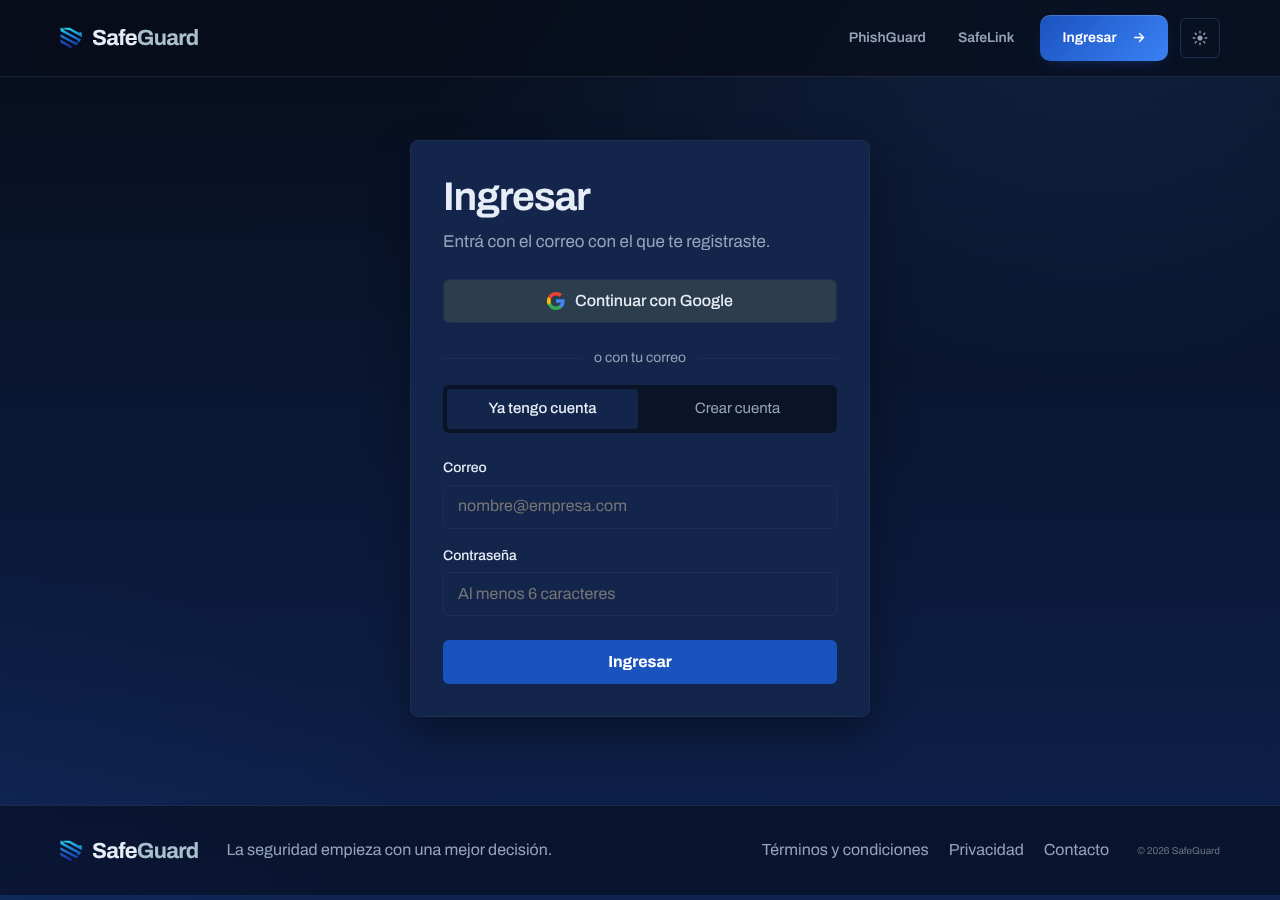 SafeGuard
PhishGuard
SafeLink
Ingresar →
Ingresar
Entrá con el correo con el que te registraste.
Continuar con Google
o con tu correo
Ya tengo cuenta
Crear cuenta
Correo
nombre@empresa.com
Contraseña
Al menos 6 caracteres
Ingresar
SafeGuard
La seguridad empieza con una mejor decisión.
Términos y condiciones
Privacidad
Contacto
© 2026 SafeGuard